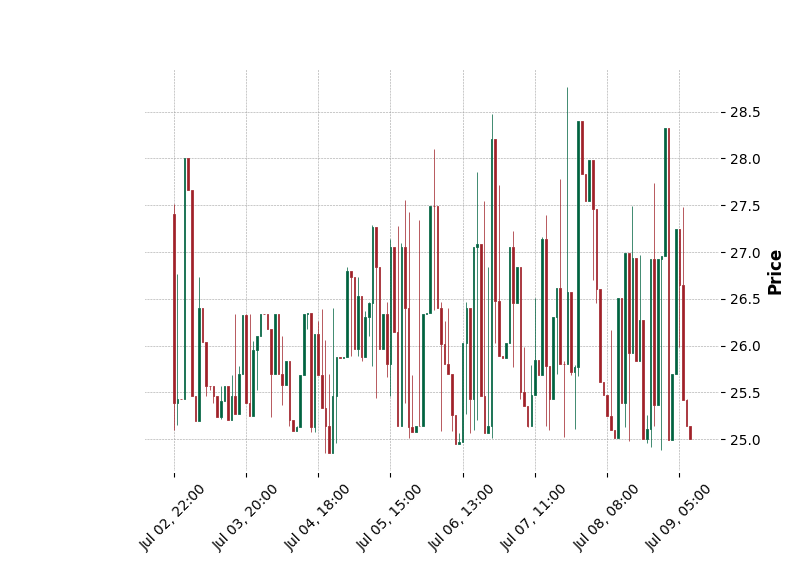 28.5
28.0
27.5
27.0
26.5
26.0
25.5
25.0
Price
Jul 02, 22:00
Jul 03, 20:00
Jul 04, 18:00
Jul 05, 15:00
Jul 06, 13:00
Jul 07, 11:00
Jul 08, 08:00
Jul 09, 05:00